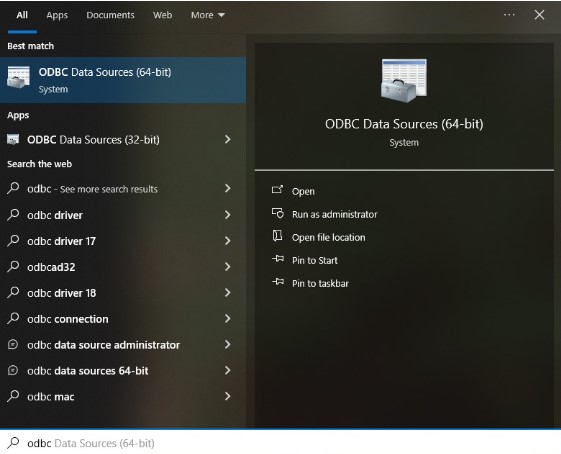 All Apps Documents Web More
Best match
ODBC Data Sources (64-bit)
System
Apps
ODBC Data Sources (32-bit)
Search the web
odbc - See more search results
odbc driver
odbc driver 17
odbcad32
odbc driver 18
odbc connection
odbc data source administrator
odbc data sources 64-bit
odbc mac
ODBC Data Sources (64-bit)
System
Open
Run as administrator
Open file location
Pin to Start
Pin to taskbar
odbc Data Sources (64-bit)